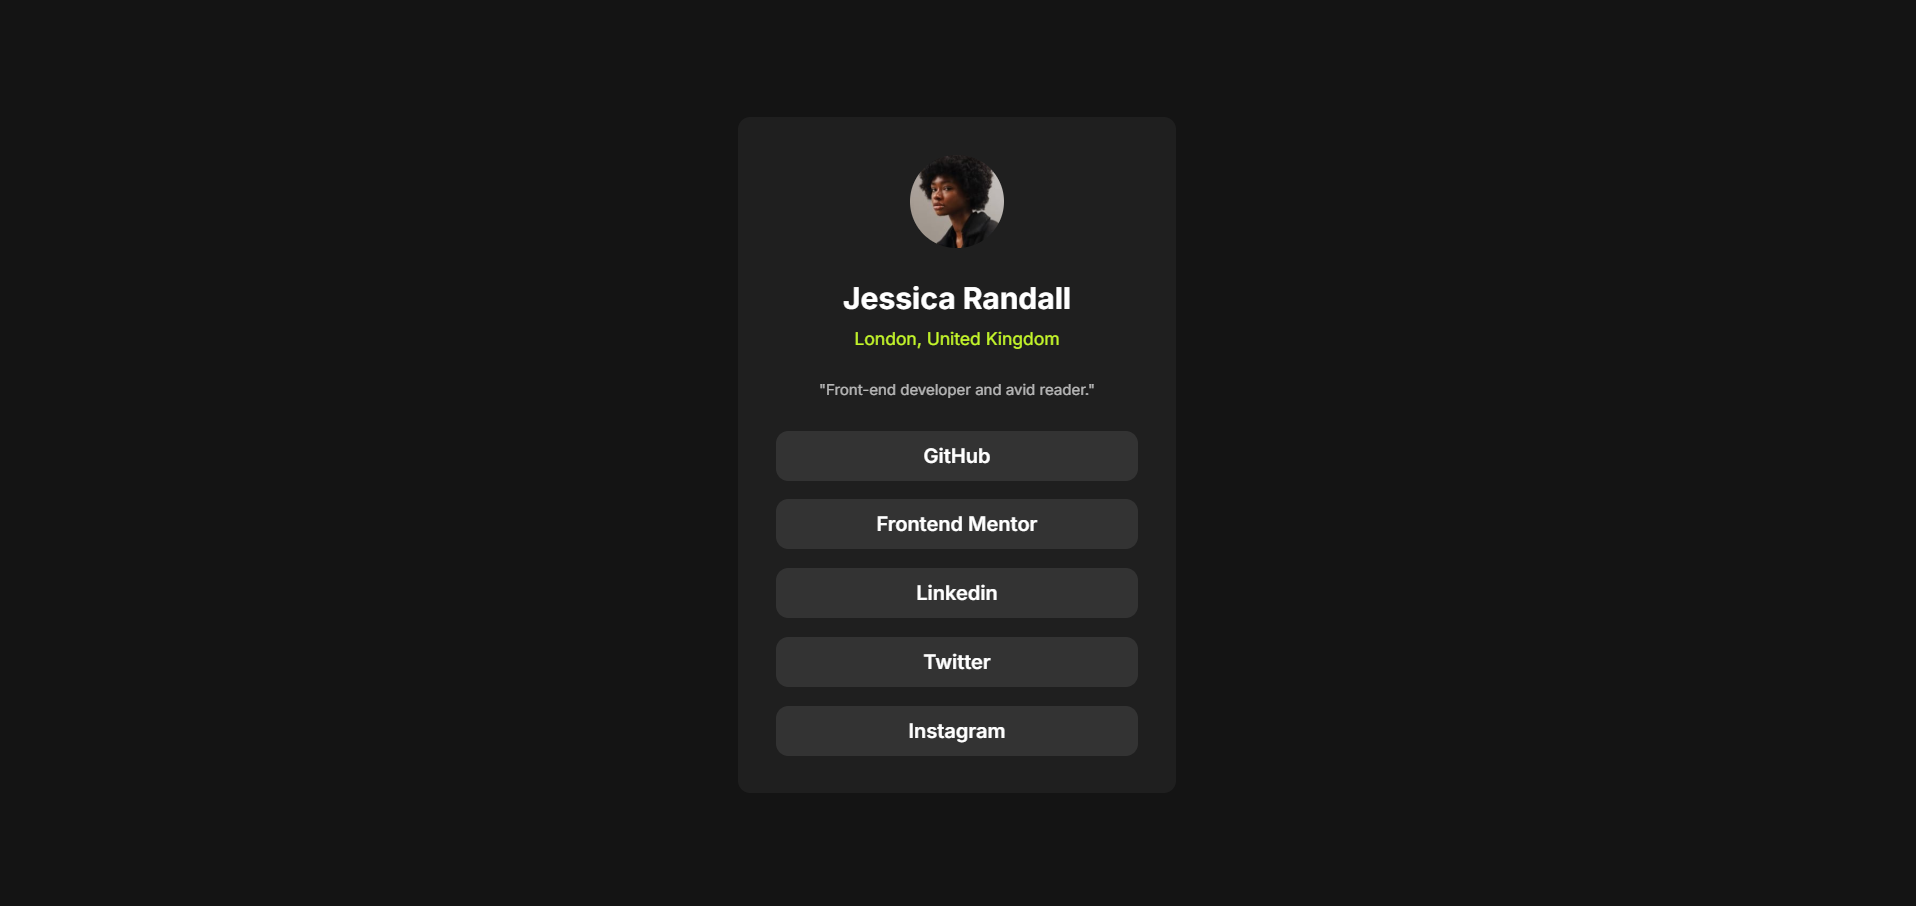 Jessica Randall
London, United Kingdom
"Front-end developer and avid reader."
GitHub
Frontend Mentor
Linkedin
Twitter
Instagram